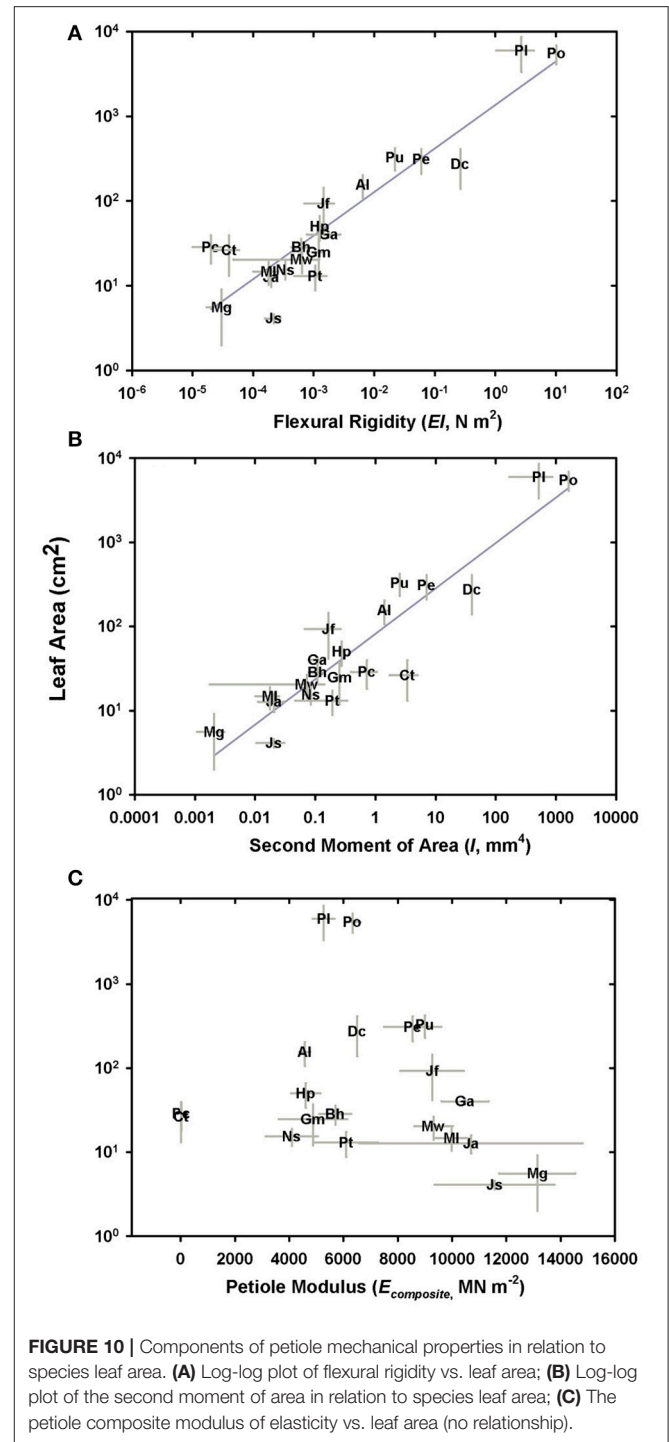 A
10⁴
10³
10²
10¹
10⁰
Pl
Po
Pu
Pe
Dc
Al
Jf
Hp
Ga
Pc
Ct
Bh
Gm
Mw
Ml
Ns
Ja
Pt
Mg
Js
10⁻⁶ 10⁻⁵ 10⁻⁴ 10⁻³ 10⁻² 10⁻¹ 10⁰ 10¹ 10²
Flexural Rigidity (EI, N m²)
B
Leaf Area (cm²)
10⁴
10³
10²
10¹
10⁰
Pl
Po
Pu
Pe
Dc
Al
Jf
Hp
Ga
Bh
Gm
Pc
Ct
Mw
Ml
Ns
Ja
Pt
Mg
Js
0.0001 0.001 0.01 0.1 1 10 100 1000 10000
Second Moment of Area (I, mm⁴)
C
10⁴
10³
10²
10¹
10⁰
Pl
Po
Dc
Pe
Pu
Al
Jf
Hp
Ga
Pc
Ct
Gm
Bh
Mw
Ns
Pt
Ml
Ja
Mg
Js
0 2000 4000 6000 8000 10000 12000 14000 16000
Petiole Modulus (E composite, MN m⁻²)
FIGURE 10 | Components of petiole mechanical properties in relation to
species leaf area. (A) Log-log plot of flexural rigidity vs. leaf area; (B) Log-log
plot of the second moment of area in relation to species leaf area; (C) The
petiole composite modulus of elasticity vs. leaf area (no relationship).